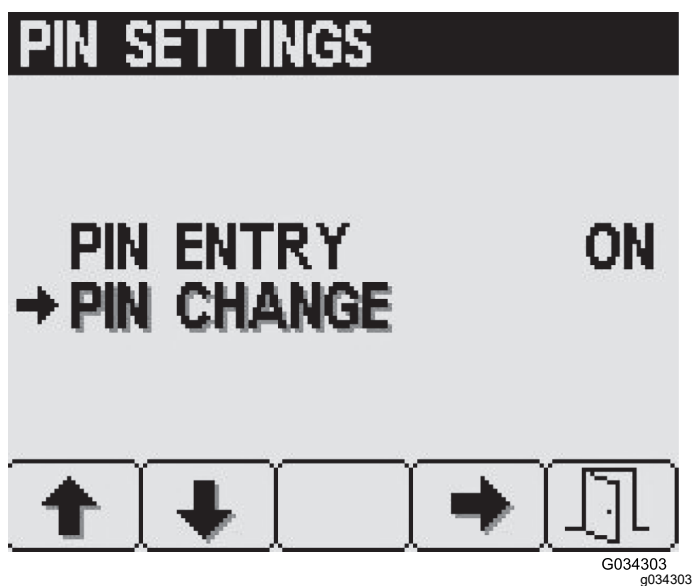 PIN SETTINGS
PIN ENTRY ON
PIN CHANGE
G034303
g034303